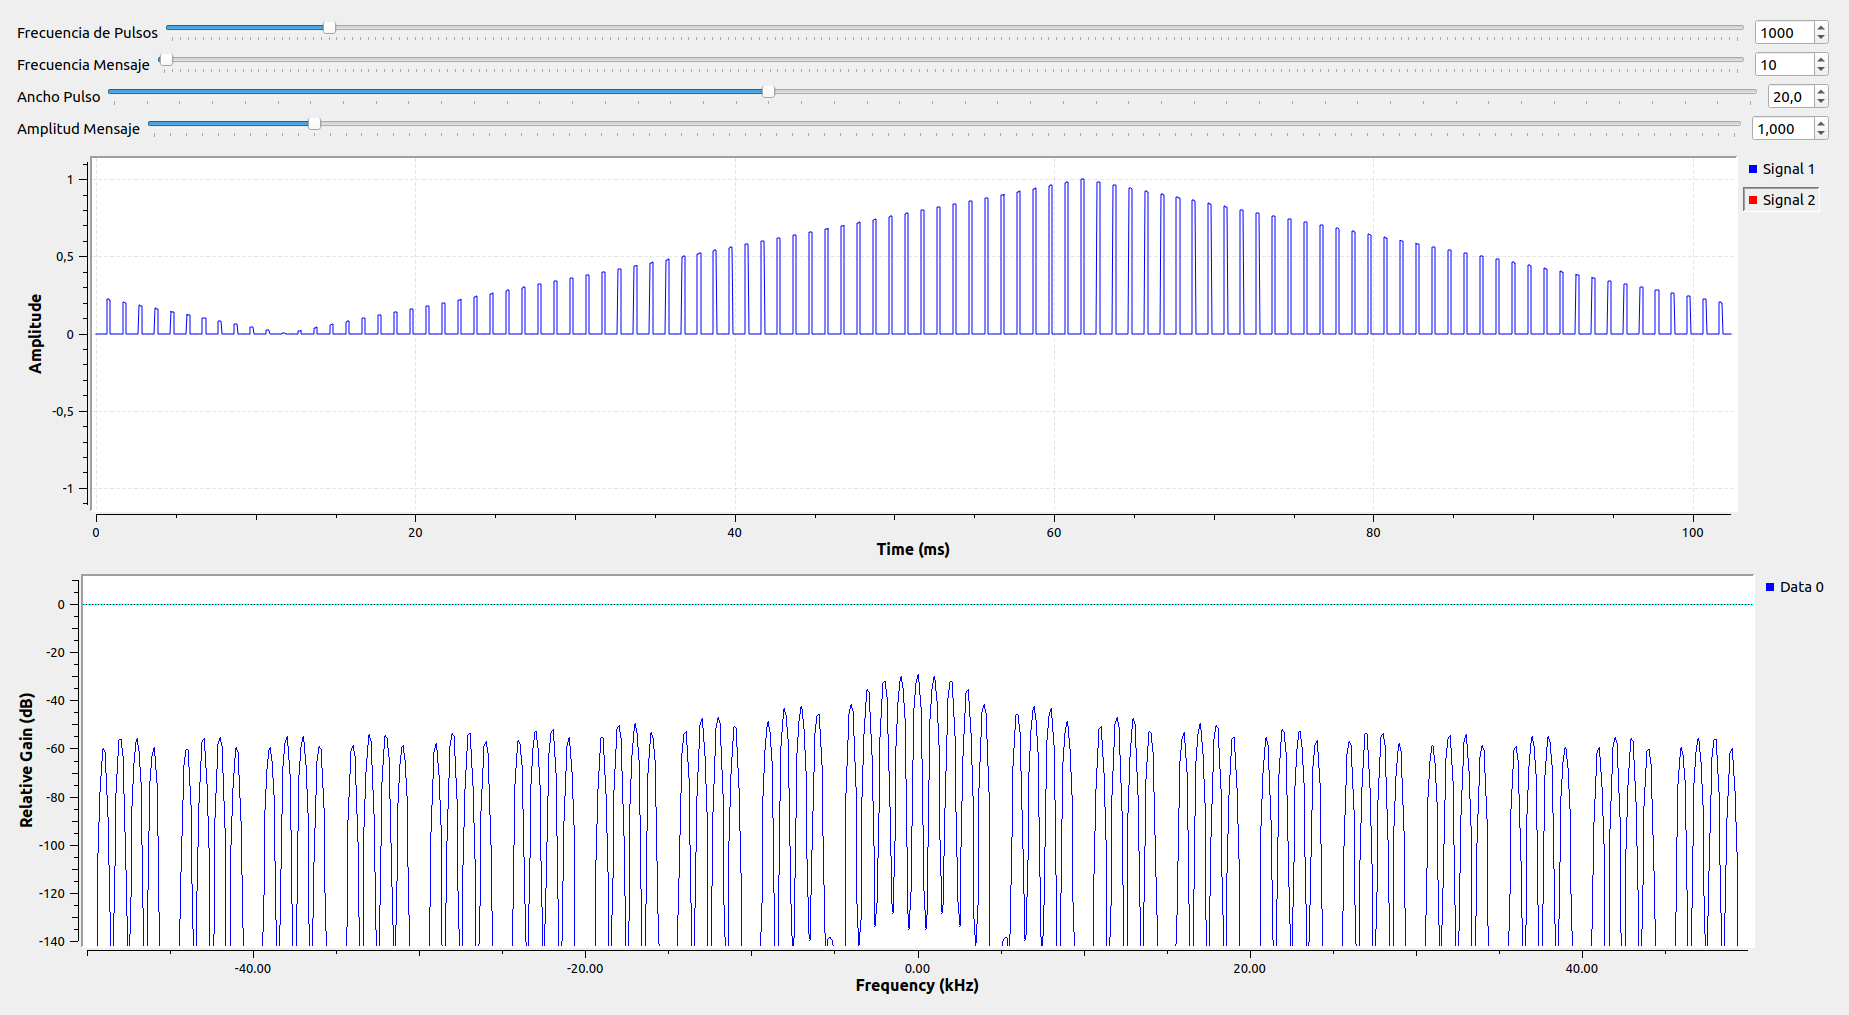 Frecuencia de Pulsos 1000
Frecuencia Mensaje 10
Ancho Pulso 20,0
Amplitud Mensaje 1,000
Signal 1
Signal 2
Amplitude
1
0,5
0
-0,5
-1
0 20 40 60 80 100
Time (ms)
Data 0
Relative Gain (dB)
0
-20
-40
-60
-80
-100
-120
-140
-40.00 -20.00 0.00 20.00 40.00
Frequency (kHz)